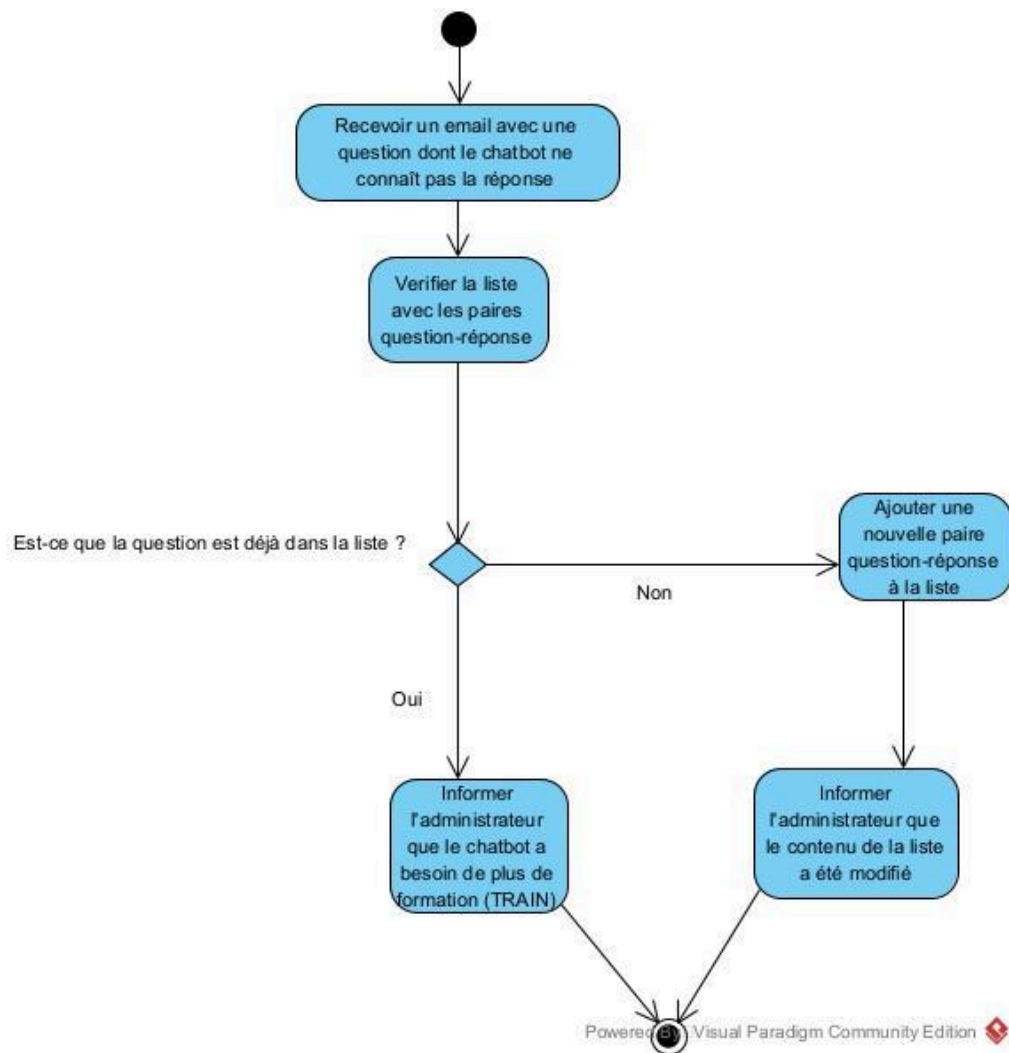 Recevoir un email avec une
question dont le chatbot ne
connaît pas la réponse
Verifier la liste
avec les paires
question-réponse
Est-ce que la question est déjà dans la liste ?
Non
Ajouter une
nouvelle paire
question-réponse
à la liste
Oui
Informer
l'administrateur
que le chatbot a
besoin de plus de
formation (TRAIN)
Informer
l'administrateur que
le contenu de la liste
a été modifié
Powered By Visual Paradigm Community Edition